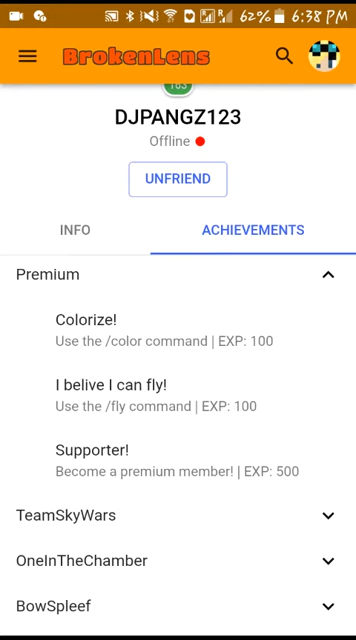 62% 6:38 PM
BrokenLens
DJPANGZ123
Offline
UNFRIEND
INFO
ACHIEVEMENTS
Premium
Colorize!
Use the /color command | EXP: 100
I belive I can fly!
Use the /fly command | EXP: 100
Supporter!
Become a premium member! | EXP: 500
TeamSkyWars
OneInTheChamber
BowSpleef